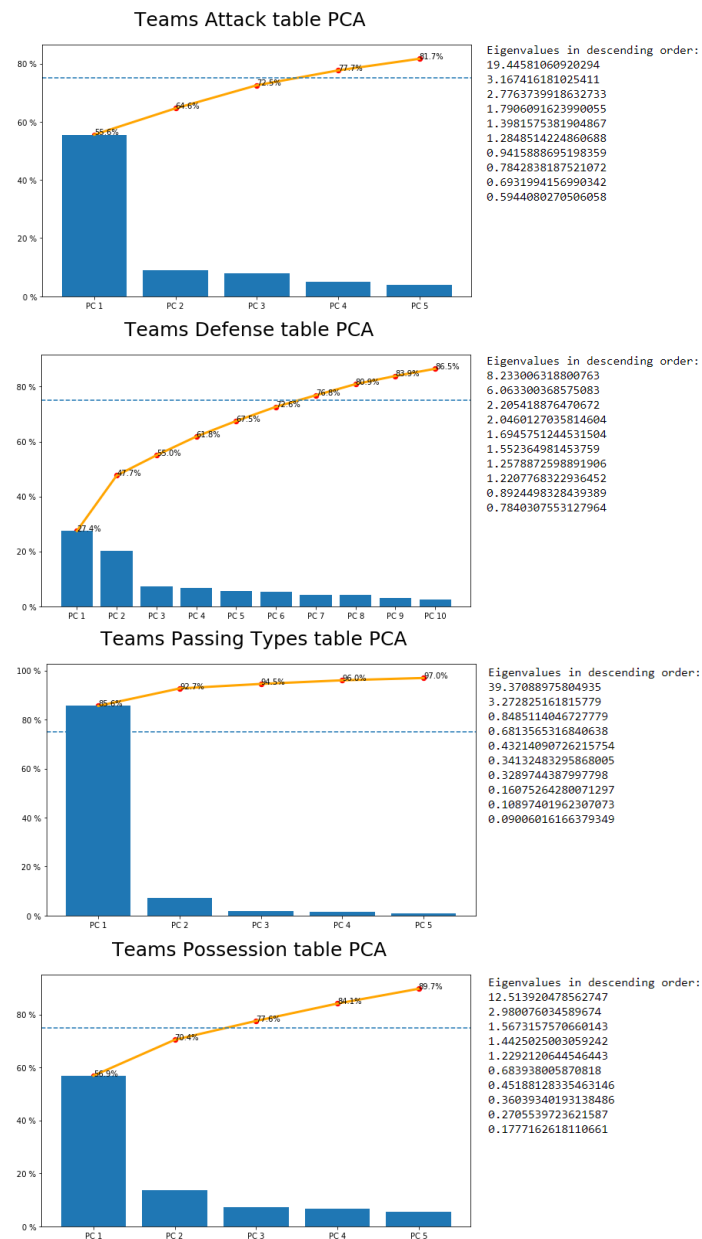 Teams Attack table PCA
80 %
60 %
40 %
20 %
0 %
55.6%
64.6%
72.5%
77.7%
81.7%
PC 1
PC 2
PC 3
PC 4
PC 5
Eigenvalues in descending order:
19.44581060920294
3.167416181025411
2.7763739918632733
1.7906091623990055
1.3981575381904867
1.2848514224860688
0.9415888695198359
0.7842838187521072
0.6931994156990342
0.5944080270506058
Teams Defense table PCA
80 %
60 %
40 %
20 %
0 %
27.4%
47.7%
55.0%
61.8%
67.5%
72.6%
76.8%
80.9%
83.9%
86.5%
PC 1
PC 2
PC 3
PC 4
PC 5
PC 6
PC 7
PC 8
PC 9
PC 10
Eigenvalues in descending order:
8.233006318800763
6.063300368575083
2.205418876470672
2.0460127035814604
1.6945751244531504
1.552364981453759
1.2578872598891906
1.2207768322936452
0.8924498328439389
0.7840307553127964
Teams Passing Types table PCA
100 %
80 %
60 %
40 %
20 %
0 %
85.6%
92.7%
94.5%
96.0%
97.0%
PC 1
PC 2
PC 3
PC 4
PC 5
Eigenvalues in descending order:
39.37088975804935
3.272825161815779
0.8485114046727779
0.6813565316840638
0.43214090726215754
0.34132483295868005
0.3289744387997798
0.16075264280071297
0.10897401962307073
0.09006016166379349
Teams Possession table PCA
80 %
60 %
40 %
20 %
0 %
56.9%
70.4%
77.6%
84.1%
89.7%
PC 1
PC 2
PC 3
PC 4
PC 5
Eigenvalues in descending order:
12.513920478562747
2.980076034589674
1.5673157570660143
1.4425025003059242
1.2292120644546443
0.683938005870818
0.45188128335463146
0.36039340193138486
0.2705539723621587
0.1777162618110661